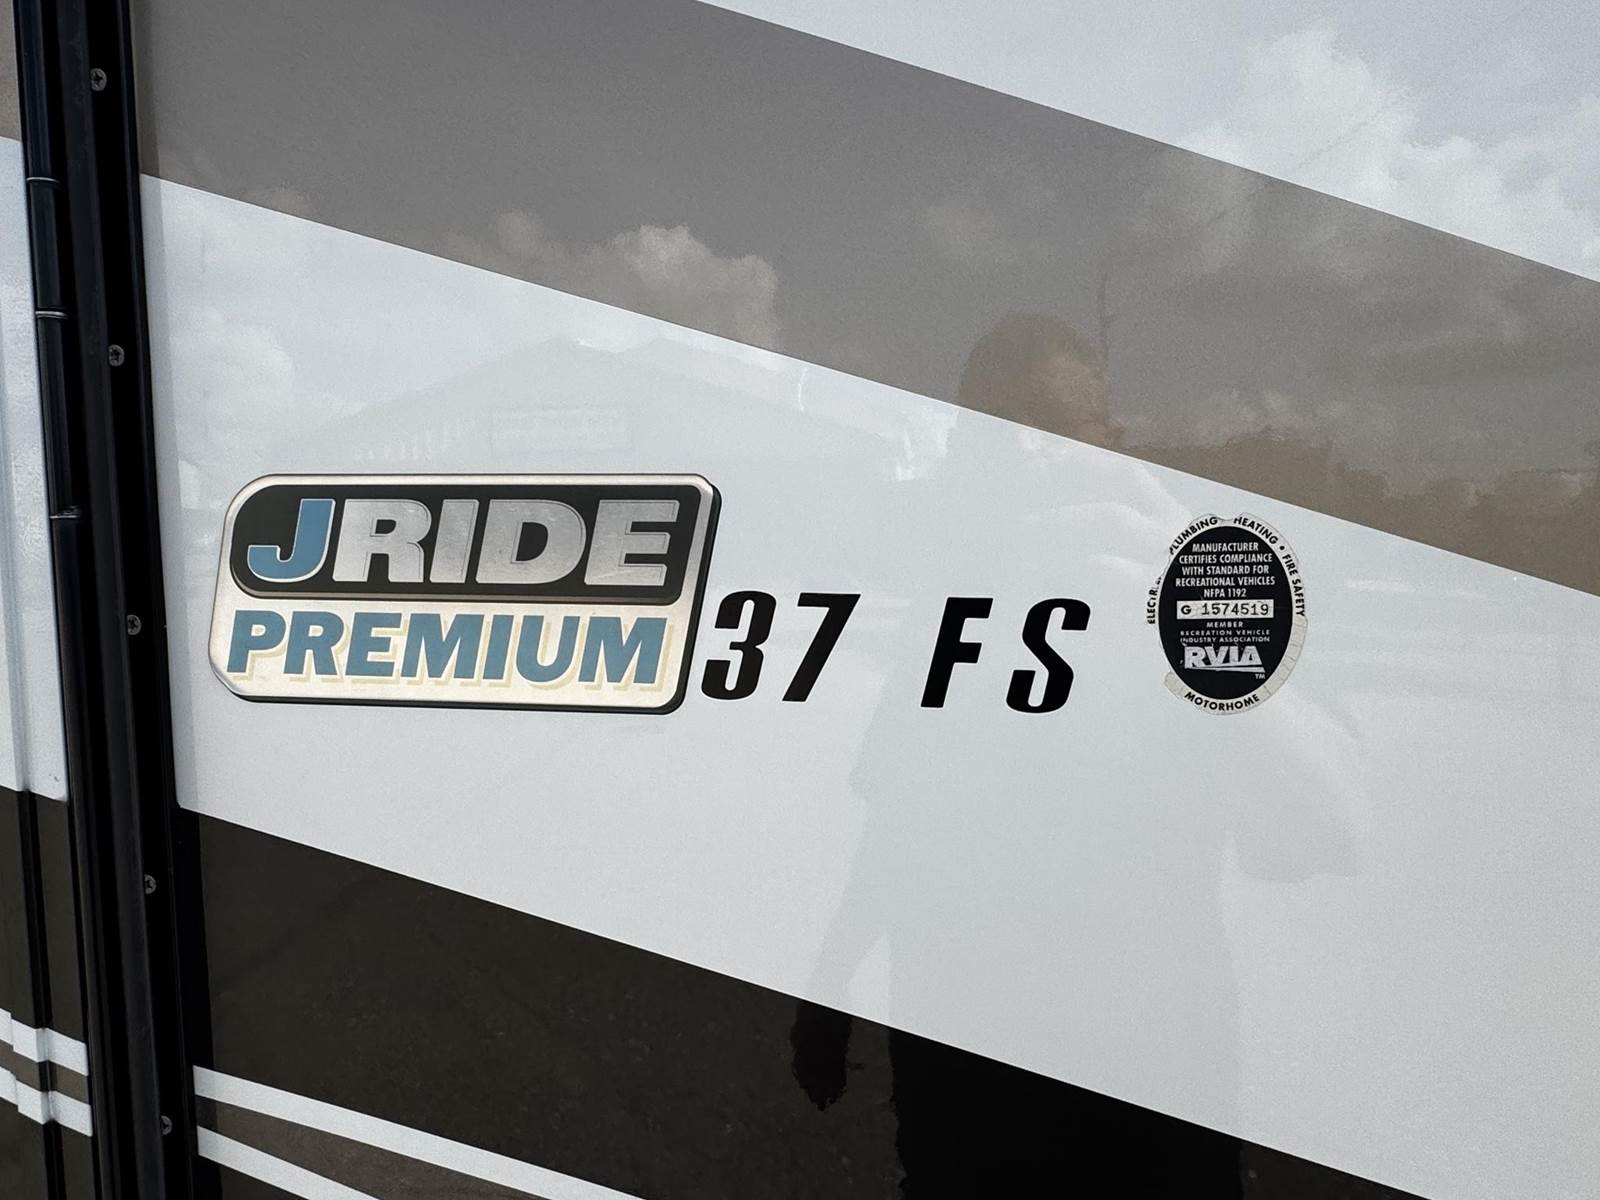 JRIDE
PREMIUM
37 FS
PLUMBING • HEATING • FIRE SAFETY
MANUFACTURER
CERTIFIES COMPLIANCE
WITH STANDARD FOR
RECREATIONAL VEHICLES
NFPA 1192
G 1574519
MEMBER
RECREATION VEHICLE
INDUSTRY ASSOCIATION
RVIA
TM
MOTORHOME